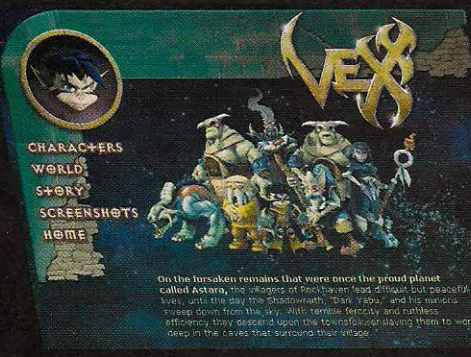 VEXX
CHARACTERS
WORLD
STORY
SCREENSHOTS
HOME
On the forsaken remains that were once the proud planet
called Astara, the villagers of Rockhaven lead difficult but peaceful
lives, until the day the Shadowraith, "Dark Yabu," and his minions
sweep down from the sky. With terrible ferocity and ruthless
efficiency they descend upon the townsfolk, enslaving them to work
deep in the caves that surround their village.